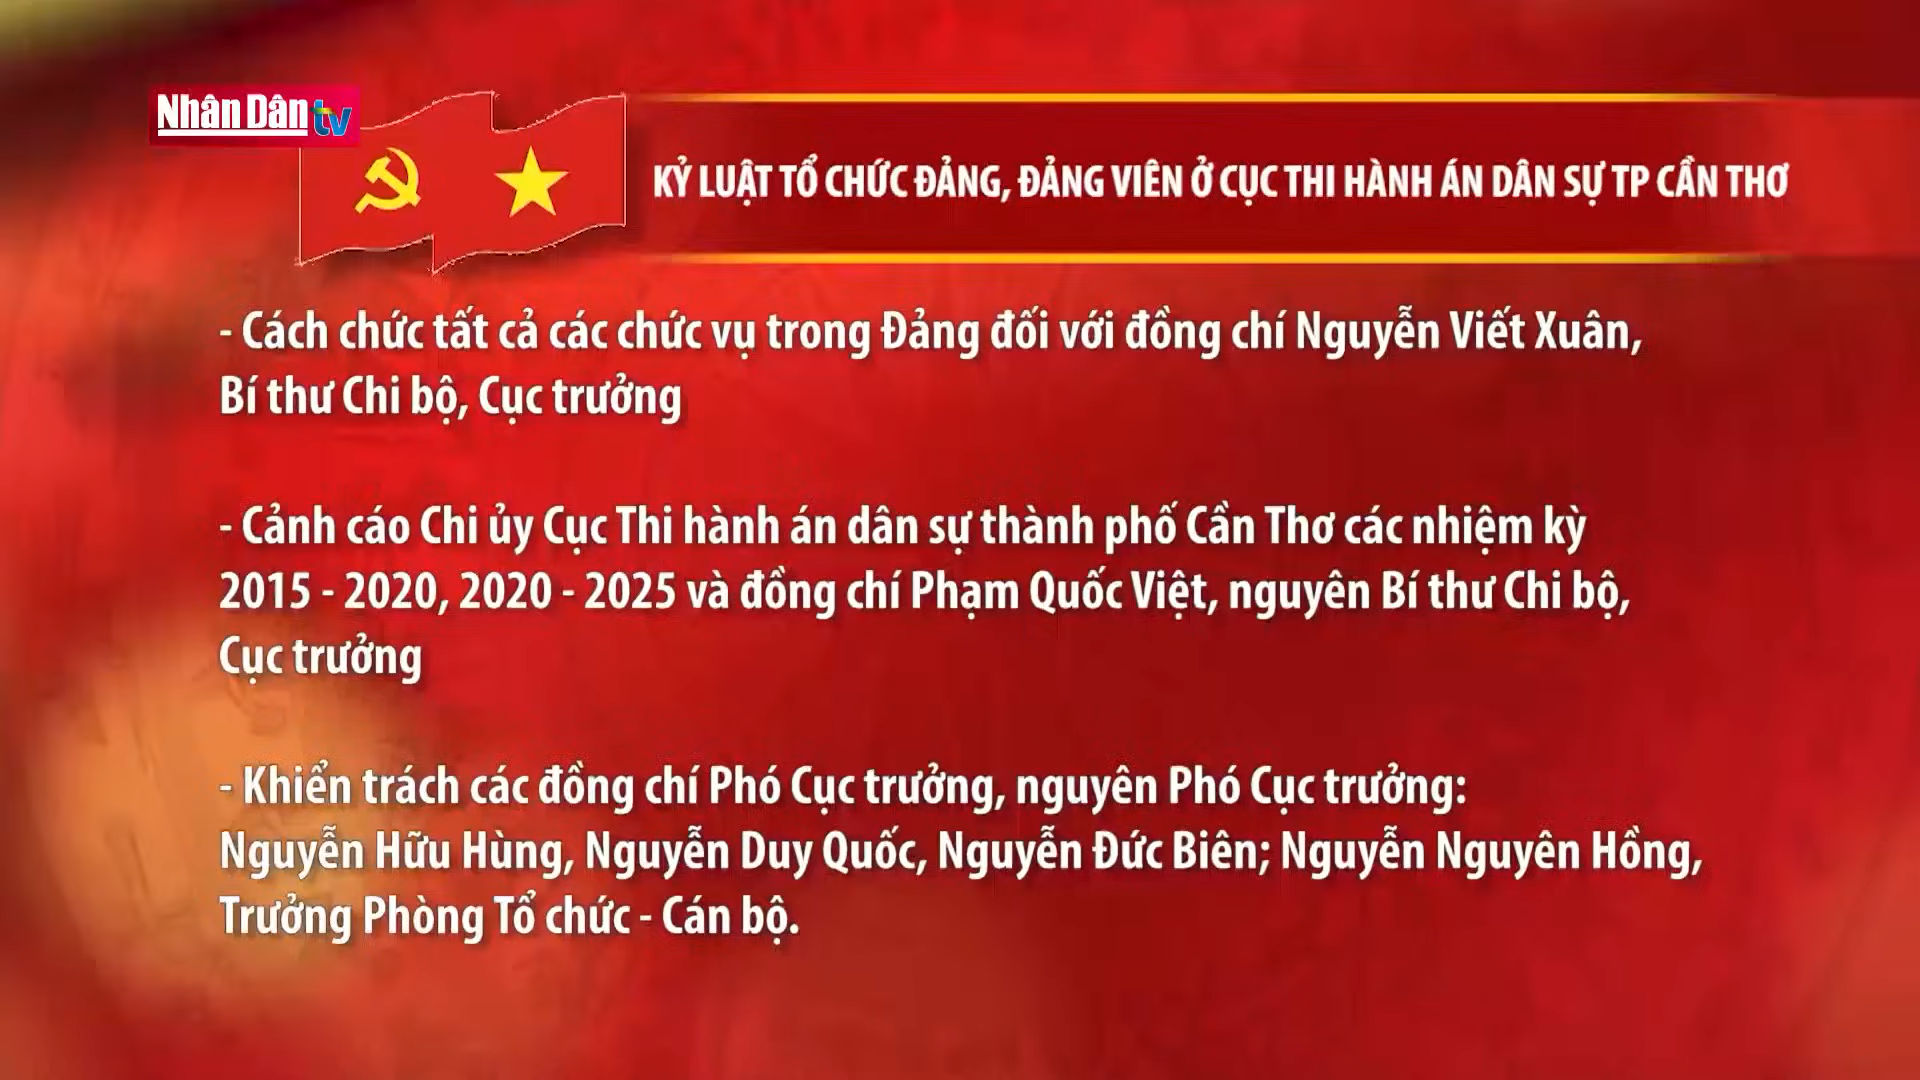 Nhân Dân tv
KỶ LUẬT TỔ CHỨC ĐẢNG, ĐẢNG VIÊN Ở CỤC THI HÀNH ÁN DÂN SỰ TP CẦN THƠ
- Cách chức tất cả các chức vụ trong Đảng đối với đồng chí Nguyễn Viết Xuân,
Bí thư Chi bộ, Cục trưởng
- Cảnh cáo Chi ủy Cục Thi hành án dân sự thành phố Cần Thơ các nhiệm kỳ
2015 - 2020, 2020 - 2025 và đồng chí Phạm Quốc Việt, nguyên Bí thư Chi bộ,
Cục trưởng
- Khiển trách các đồng chí Phó Cục trưởng, nguyên Phó Cục trưởng:
Nguyễn Hữu Hùng, Nguyễn Duy Quốc, Nguyễn Đức Biên; Nguyễn Nguyên Hồng,
Trưởng Phòng Tổ chức - Cán bộ.